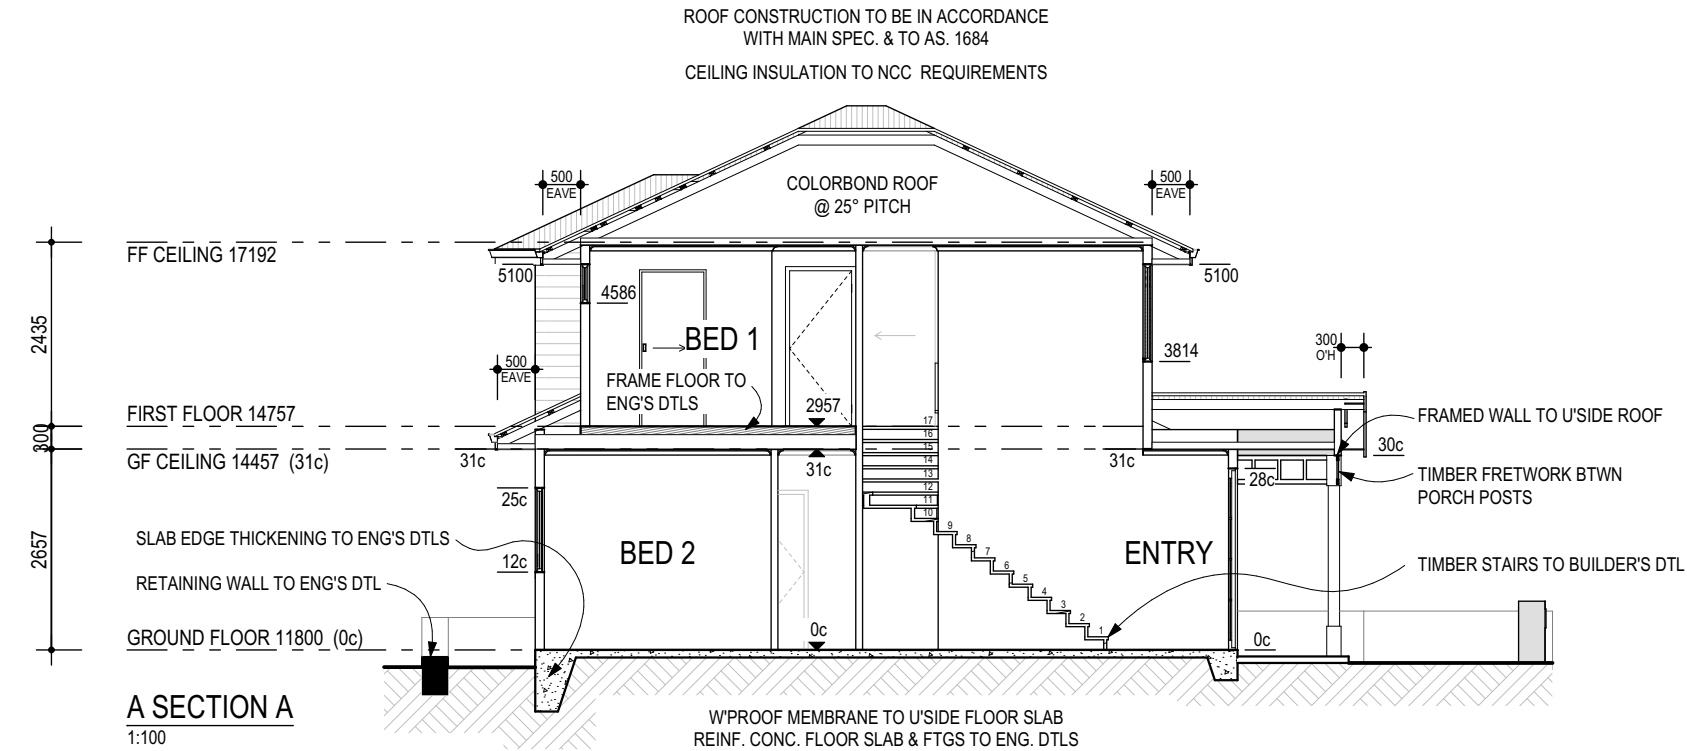 ROOF CONSTRUCTION TO BE IN ACCORDANCE
WITH MAIN SPEC. & TO AS. 1684
CEILING INSULATION TO NCC REQUIREMENTS
500
EAVE
COLORBOND ROOF
@ 25° PITCH
500
EAVE
FF CEILING 17192
5100
5100
4586
2435
BED 1
3814
300
O'H
500
EAVE
FRAME FLOOR TO
ENG'S DTLS
2957
FIRST FLOOR 14757
FRAMED WALL TO U'SIDE ROOF
300
GF CEILING 14457 (31c)
31c
31c
31c
30c
17
16
15
14
13
12
11
10
9
8
7
6
5
4
3
2
1
28c
TIMBER FRETWORK BTWN
PORCH POSTS
25c
SLAB EDGE THICKENING TO ENG'S DTLS
2657
BED 2
ENTRY
12c
TIMBER STAIRS TO BUILDER'S DTL
RETAINING WALL TO ENG'S DTL
GROUND FLOOR 11800 (0c)
0c
0c
A SECTION A
1:100
W'PROOF MEMBRANE TO U'SIDE FLOOR SLAB
REINF. CONC. FLOOR SLAB & FTGS TO ENG. DTLS